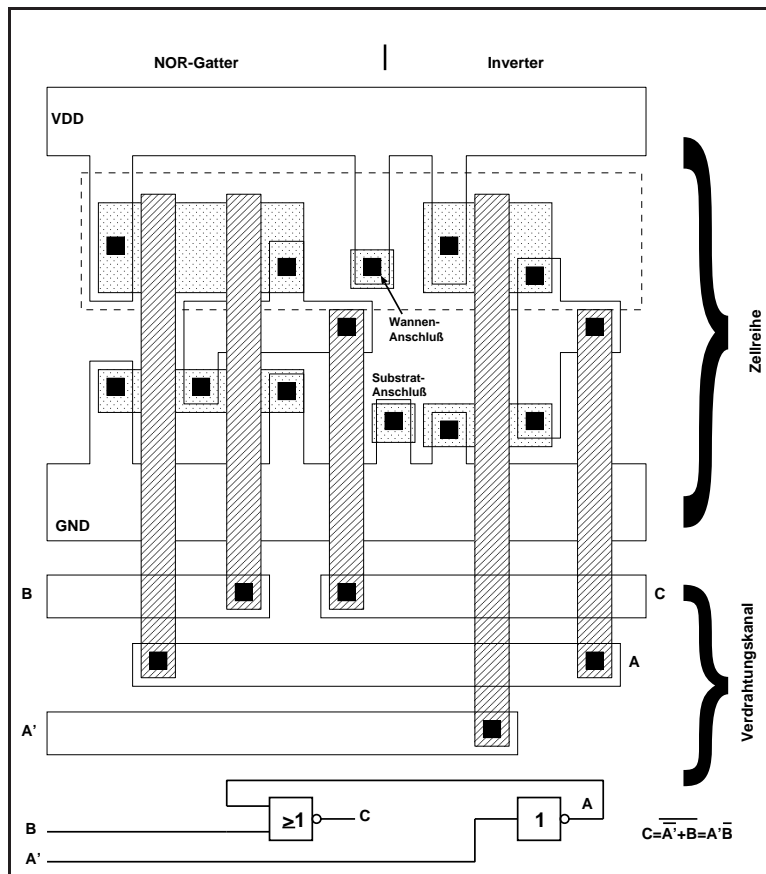 NOR-Gatter
Inverter
VDD
Wannen-
Anschluß
Substrat-
Anschluß
GND
Zellreihe
B
C
A
A'
Verdrahtungskanal
≥1
C
1
A
B
A'
C=A̅'̅+B̅=A'B̅